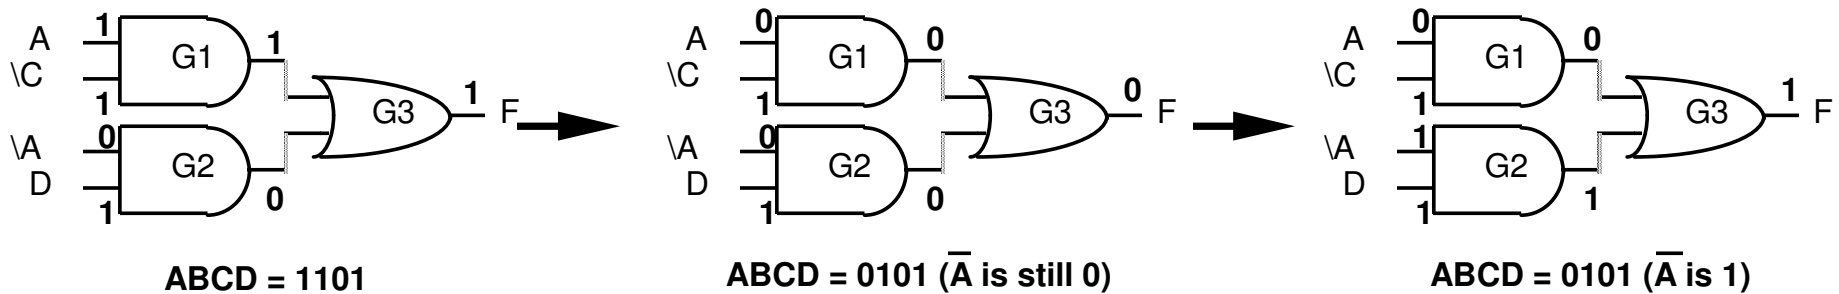 1 0 0
A G1 1 A G1 0 A G1 0
\C \C \C
1 G3 1 F 1 G3 0 F 1 G3 1 F
0 0 1
\A G2 \A G2 \A G2
D D D
1 0 1 0 1 1
ABCD = 1101 ABCD = 0101 (A̅ is still 0) ABCD = 0101 (A̅ is 1)